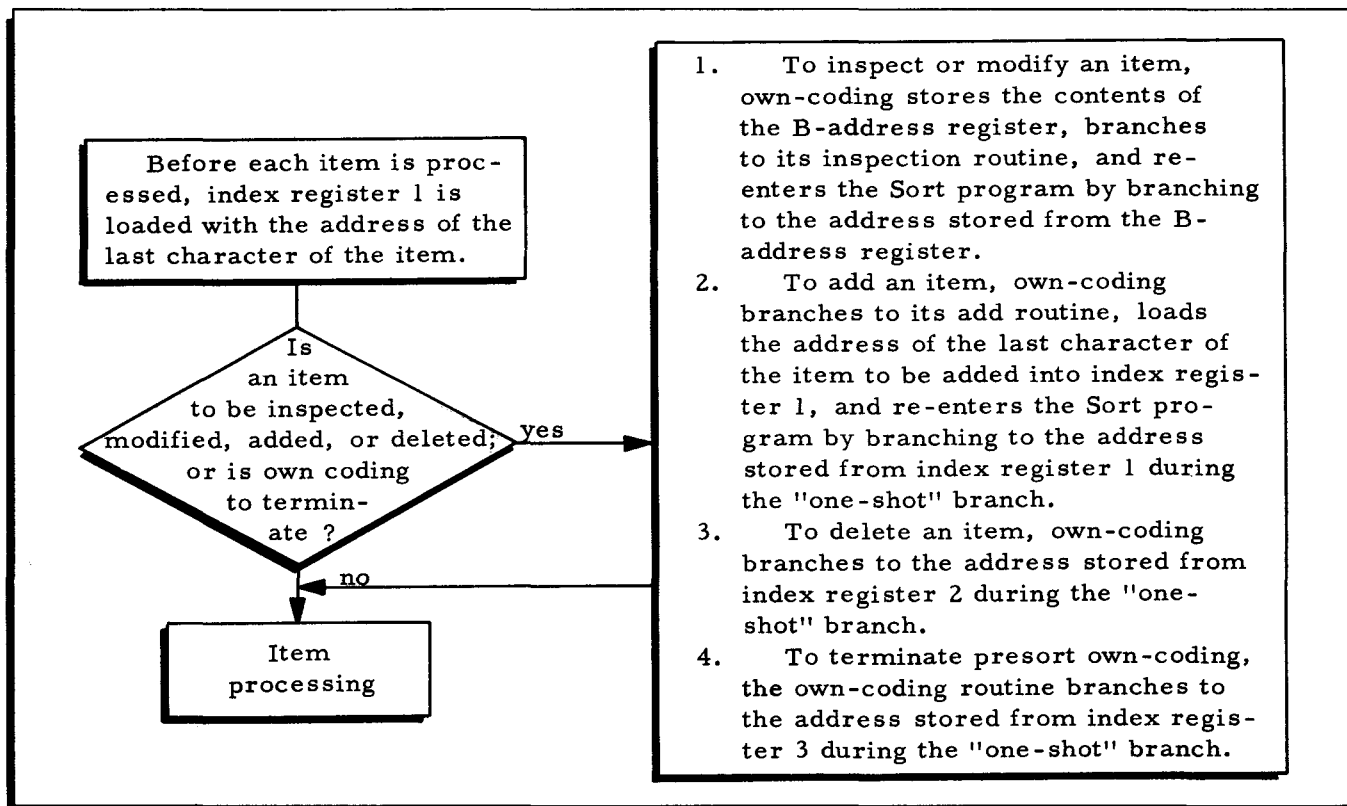 Before each item is proc-
essed, index register 1 is
loaded with the address of the
last character of the item.
Is
an item
to be inspected,
modified, added, or deleted;
or is own coding
to termin-
ate ?
yes
no
Item
processing
1. To inspect or modify an item,
own-coding stores the contents of
the B-address register, branches
to its inspection routine, and re-
enters the Sort program by branching
to the address stored from the B-
address register.
2. To add an item, own-coding
branches to its add routine, loads
the address of the last character of
the item to be added into index regis-
ter 1, and re-enters the Sort pro-
gram by branching to the address
stored from index register 1 during
the "one-shot" branch.
3. To delete an item, own-coding
branches to the address stored from
index register 2 during the "one-
shot" branch.
4. To terminate presort own-coding,
the own-coding routine branches to
the address stored from index regis-
ter 3 during the "one-shot" branch.